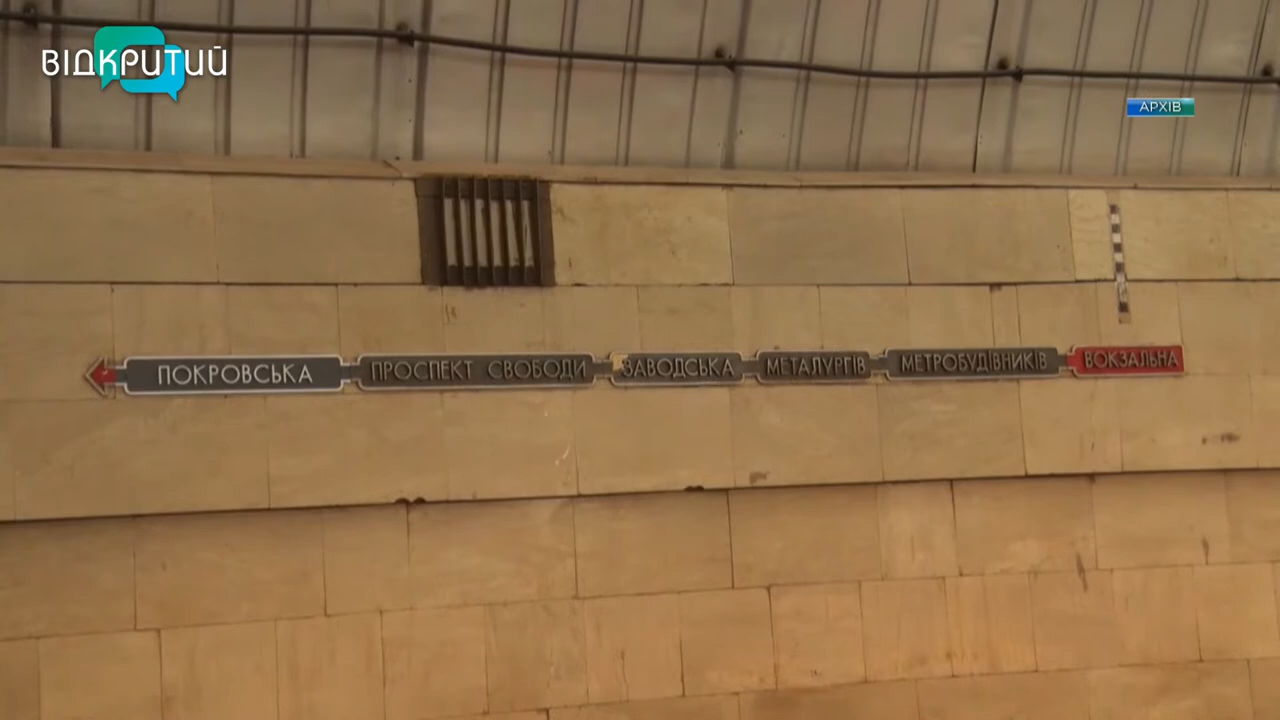 ВІДКРИТИЙ
АРХІВ
ПОКРОВСЬКА ПРОСПЕКТ СВОБОДИ ЗАВОДСЬКА МЕТАЛУРГІВ МЕТРОБУДІВНИКІВ ВОКЗАЛЬНА